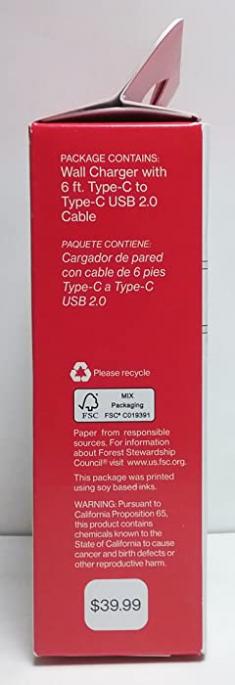 PACKAGE CONTAINS:
Wall Charger with
6 ft. Type-C to
Type-C USB 2.0
Cable
PAQUETE CONTIENE:
Cargador de pared
con cable de 6 pies
Type-C a Type-C
USB 2.0
Please recycle
FSC
MIX
Packaging
FSC® C019391
Paper from responsible
sources. For information
about Forest Stewardship
Council® visit www.us.fsc.org.
This package was printed
using soy based inks.
WARNING: Pursuant to
California Proposition 65,
this product contains
chemicals known to the
State of California to cause
cancer and birth defects or
other reproductive harm.
$39.99